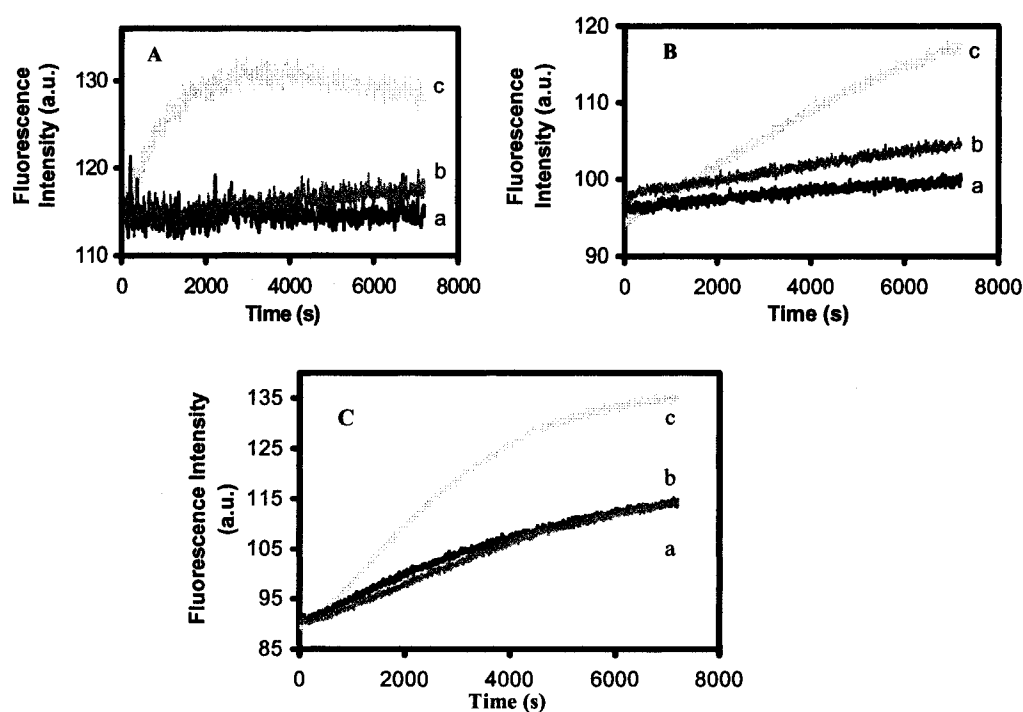 A
Fluorescence
Intensity (a.u.)
130
120
110
c
b
a
0 2000 4000 6000 8000
Time (s)
B
Fluorescence
Intensity (a.u.)
120
110
100
90
c
b
a
0 2000 4000 6000 8000
Time (s)
C
Fluorescence Intensity
(a.u.)
135
125
115
105
95
85
c
b
a
0 2000 4000 6000 8000
Time (s)